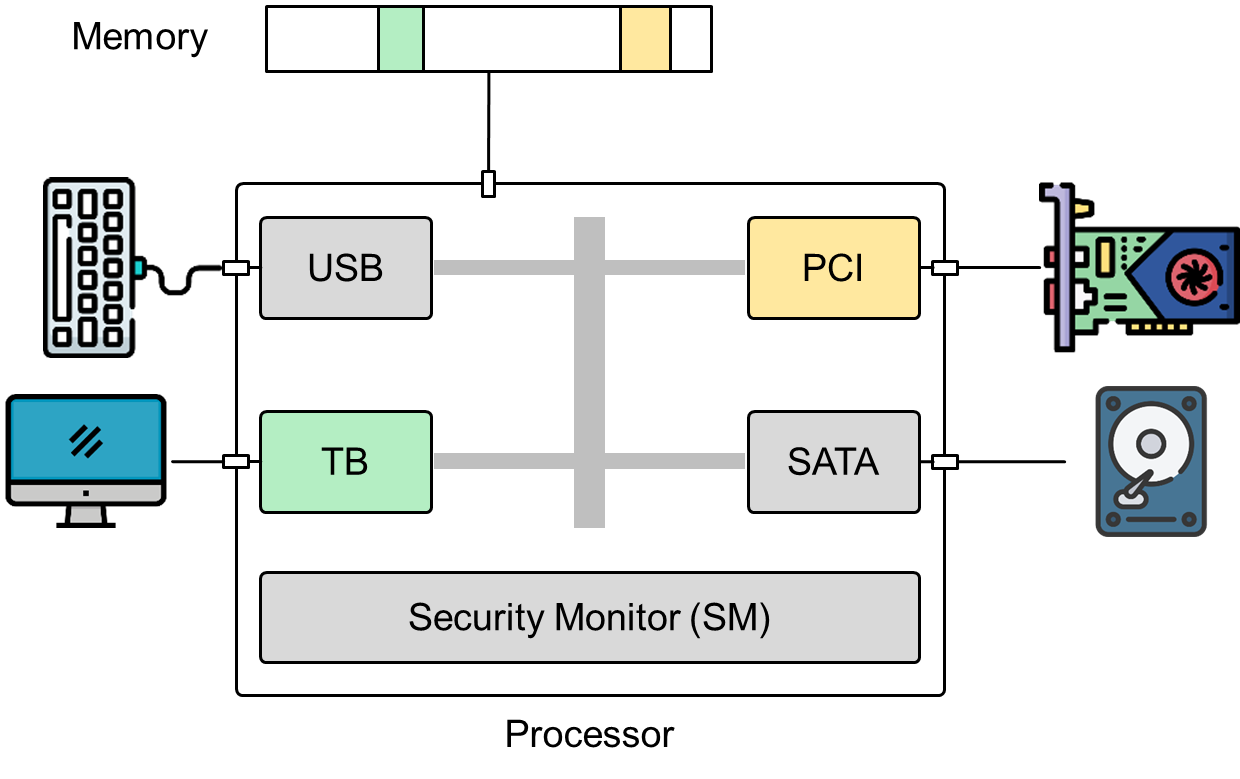 Memory
USB
PCI
TB
SATA
Security Monitor (SM)
Processor